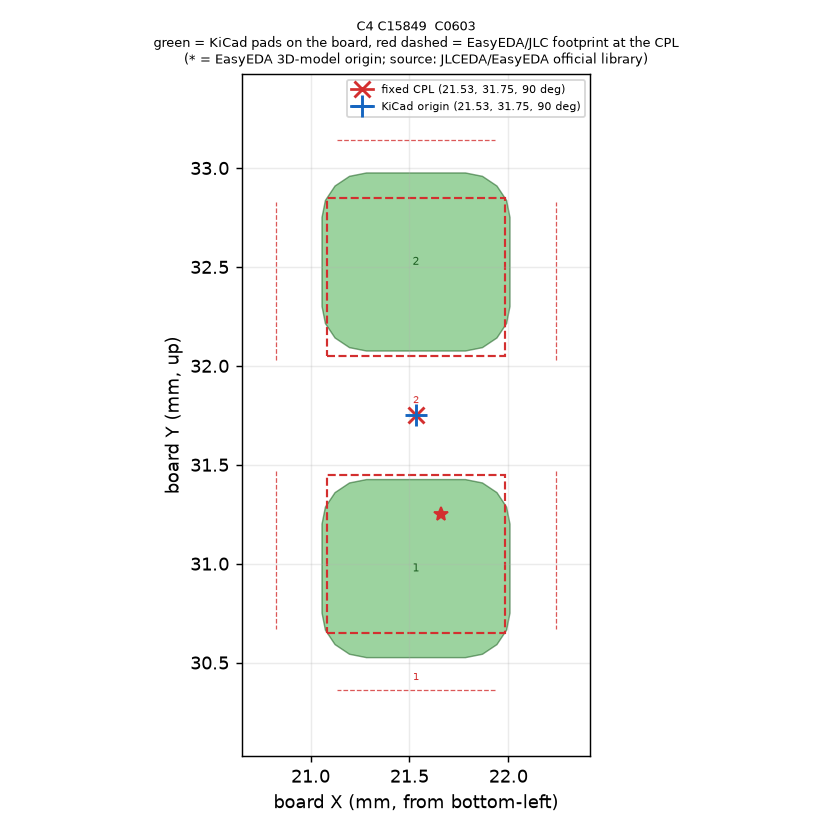 C4 C15849 C0603
green = KiCad pads on the board, red dashed = EasyEDA/JLC footprint at the CPL
(* = EasyEDA 3D-model origin; source: JLCEDA/EasyEDA official library)
fixed CPL (21.53, 31.75, 90 deg)
KiCad origin (21.53, 31.75, 90 deg)
33.0
2
32.5
32.0
2
31.5
31.0
1
30.5
1
21.0 21.5 22.0
board X (mm, from bottom-left)
board Y (mm, up)